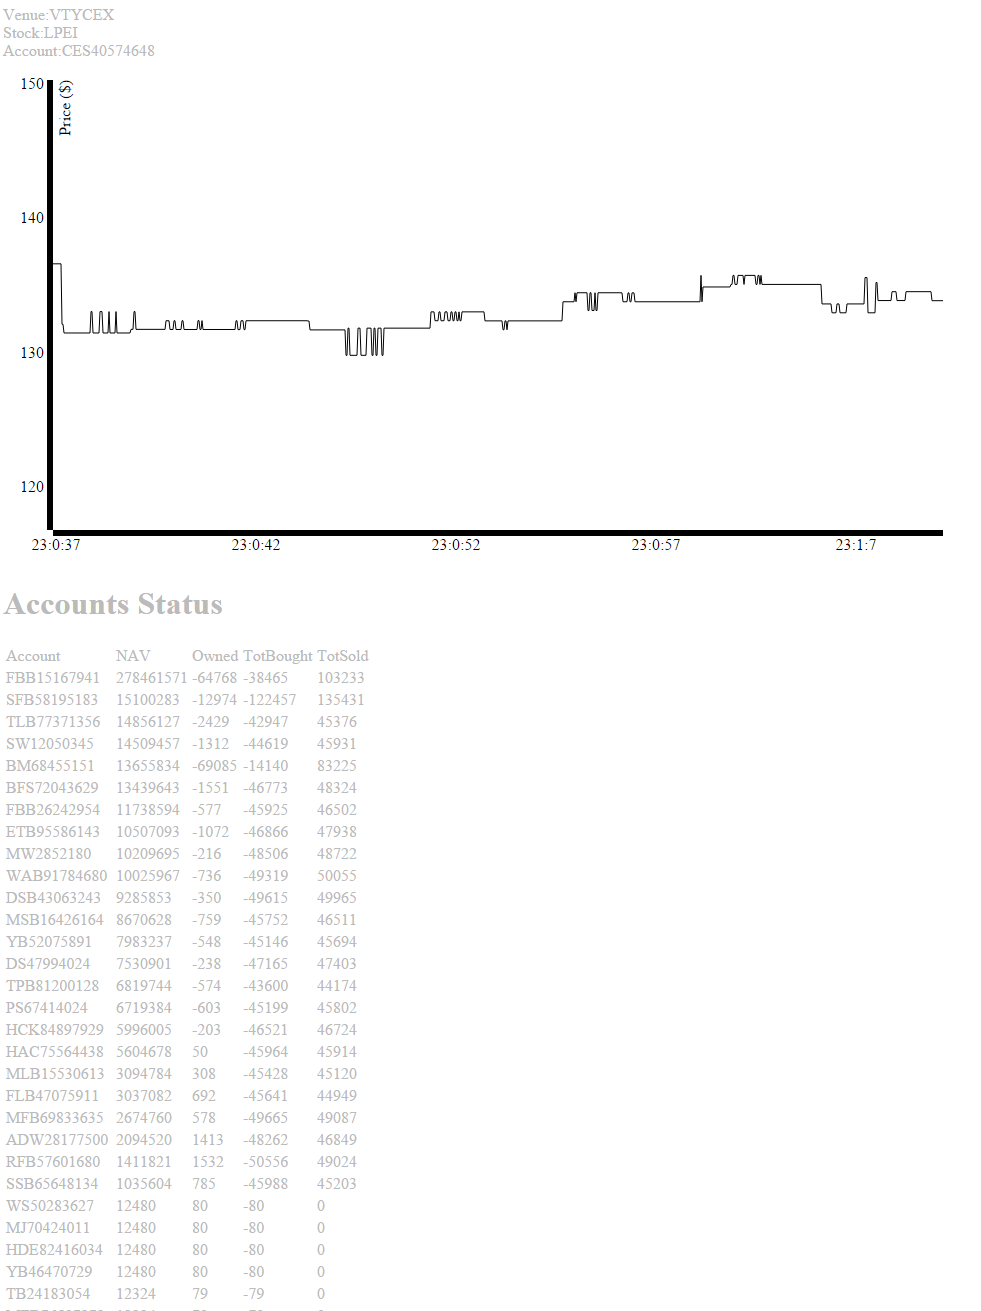 Venue:VTYCEX
Stock:LPEI
Account:CES40574648
150
Price ($)
140
130
120
23:0:37 23:0:42 23:0:52 23:0:57 23:1:7
Accounts Status
Account NAV Owned TotBought TotSold
FBB15167941 278461571 -64768 -38465 103233
SFB58195183 15100283 -12974 -122457 135431
TLB77371356 14856127 -2429 -42947 45376
SW12050345 14509457 -1312 -44619 45931
BM68455151 13655834 -69085 -14140 83225
BFS72043629 13439643 -1551 -46773 48324
FBB26242954 11738594 -577 -45925 46502
ETB95586143 10507093 -1072 -46866 47938
MW2852180 10209695 -216 -48506 48722
WAB91784680 10025967 -736 -49319 50055
DSB43063243 9285853 -350 -49615 49965
MSB16426164 8670628 -759 -45752 46511
YB52075891 7983237 -548 -45146 45694
DS47994024 7530901 -238 -47165 47403
TPB81200128 6819744 -574 -43600 44174
PS67414024 6719384 -603 -45199 45802
HCK84897929 5996005 -203 -46521 46724
HAC75564438 5604678 50 -45964 45914
MLB15530613 3094784 308 -45428 45120
FLB47075911 3037082 692 -45641 44949
MFB69833635 2674760 578 -49665 49087
ADW28177500 2094520 1413 -48262 46849
RFB57601680 1411821 1532 -50556 49024
SSB65648134 1035604 785 -45988 45203
WS50283627 12480 80 -80 0
MJ70424011 12480 80 -80 0
HDE82416034 12480 80 -80 0
YB46470729 12480 80 -80 0
TB24183054 12324 79 -79 0